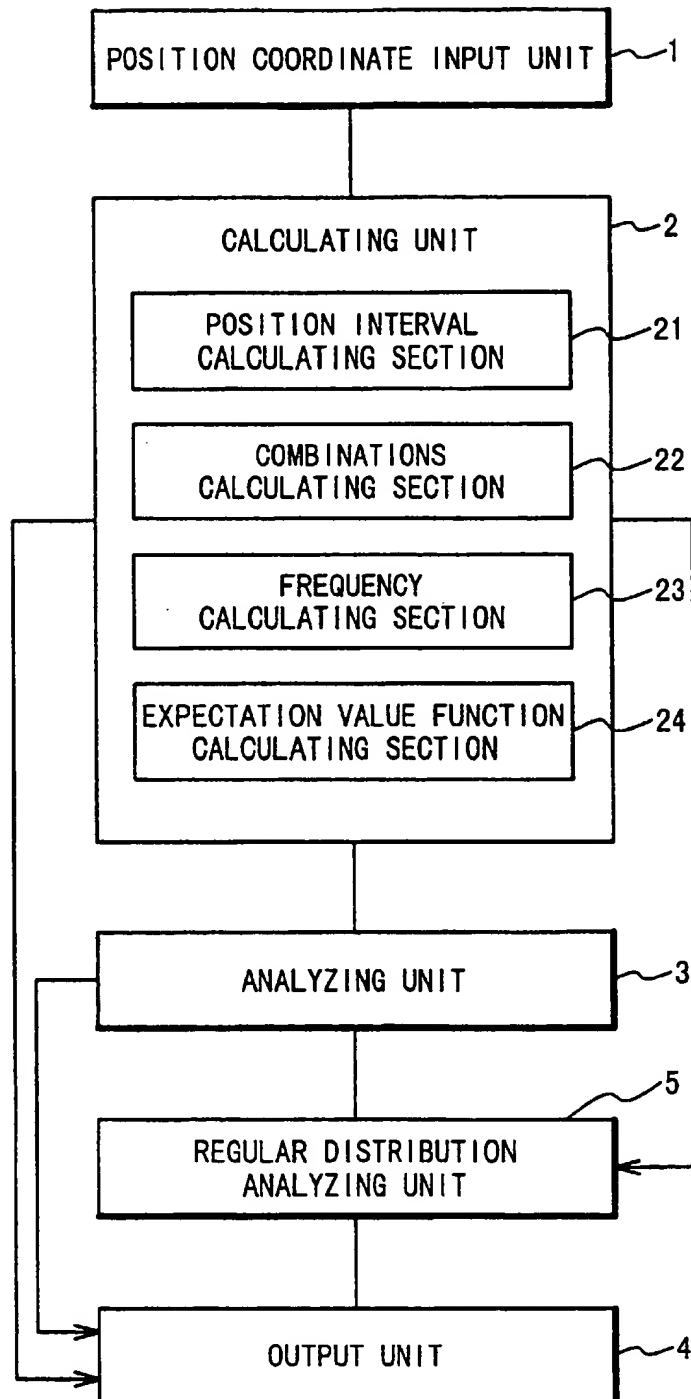 POSITION COORDINATE INPUT UNIT
1
CALCULATING UNIT
2
POSITION INTERVAL
CALCULATING SECTION
21
COMBINATIONS
CALCULATING SECTION
22
FREQUENCY
CALCULATING SECTION
23
EXPECTATION VALUE FUNCTION
CALCULATING SECTION
24
ANALYZING UNIT
3
5
REGULAR DISTRIBUTION
ANALYZING UNIT
OUTPUT UNIT
4